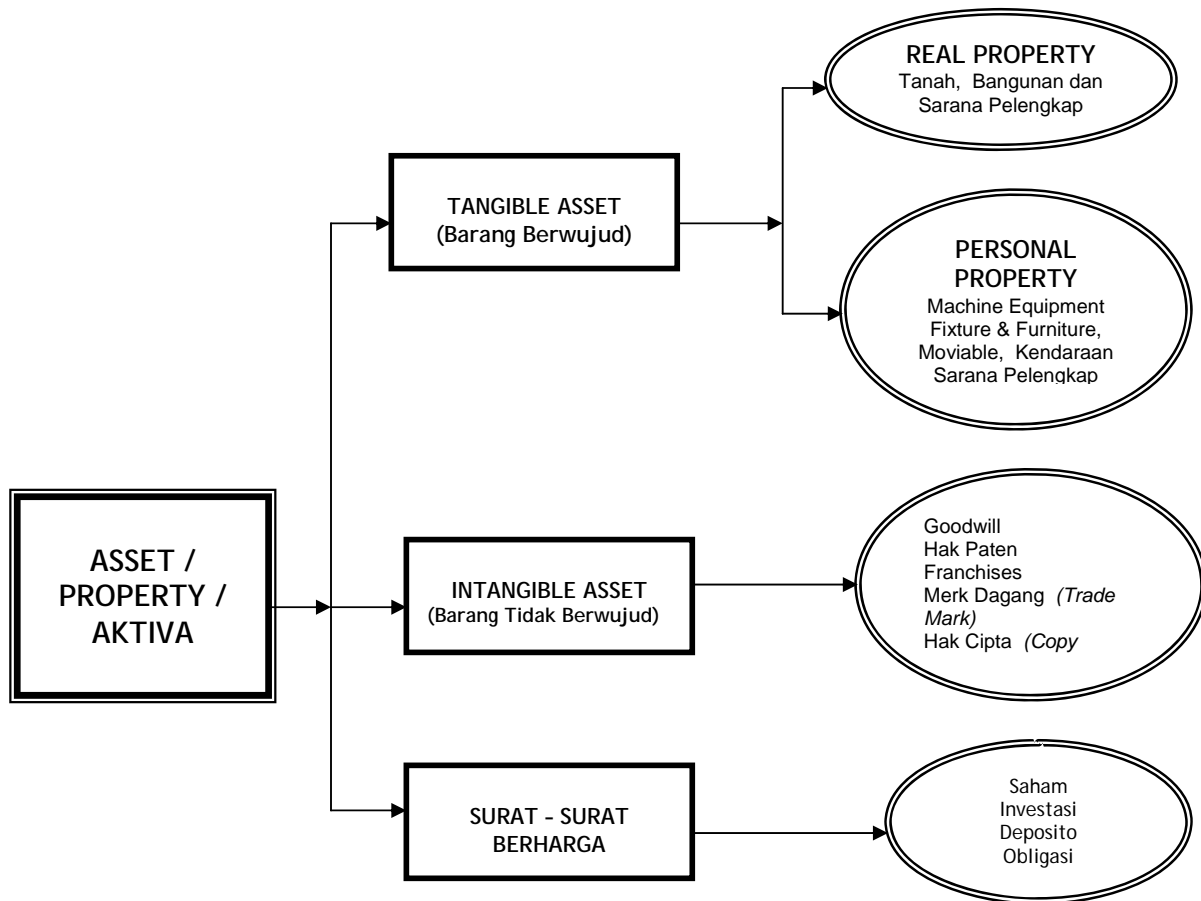 REAL PROPERTY
Tanah, Bangunan dan
Sarana Pelengkap
TANGIBLE ASSET
(Barang Berwujud)
PERSONAL
PROPERTY
Machine Equipment
Fixture & Furniture,
Moviable, Kendaraan
Sarana Pelengkap
ASSET /
PROPERTY /
AKTIVA
INTANGIBLE ASSET
(Barang Tidak Berwujud)
Goodwill
Hak Paten
Franchises
Merk Dagang (Trade
Mark)
Hak Cipta (Copy
SURAT - SURAT
BERHARGA
Saham
Investasi
Deposito
Obligasi